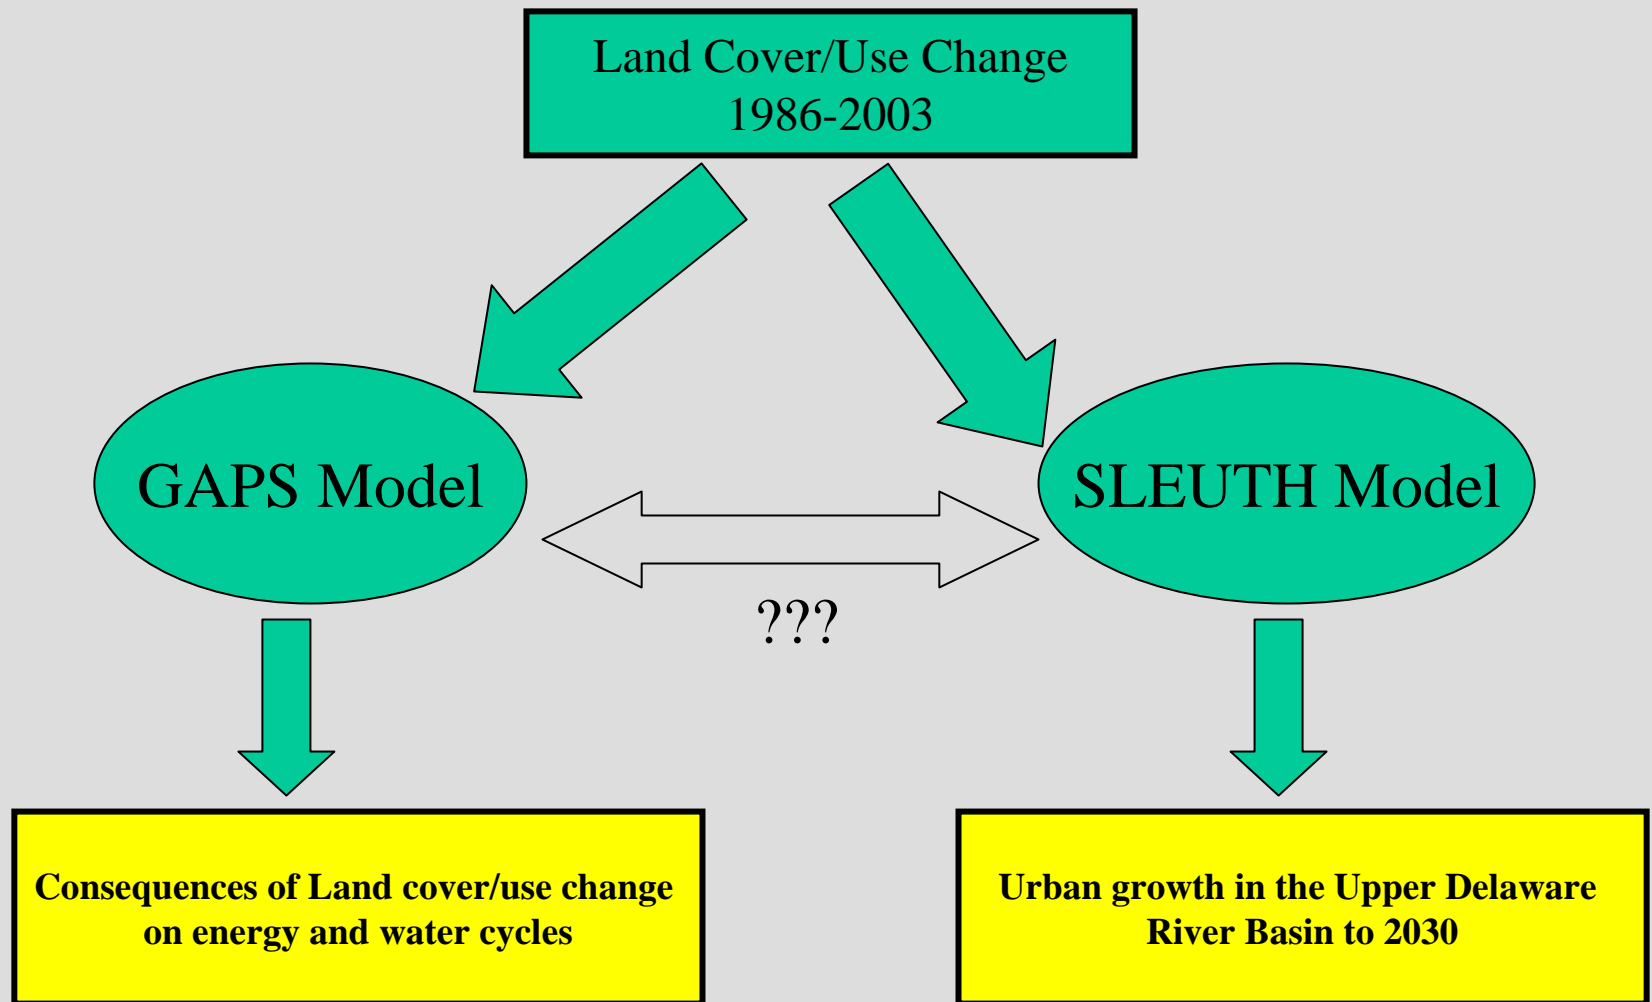 Land Cover/Use Change
1986-2003
GAPS Model
SLEUTH Model
???
Consequences of Land cover/use change
on energy and water cycles
Urban growth in the Upper Delaware
River Basin to 2030